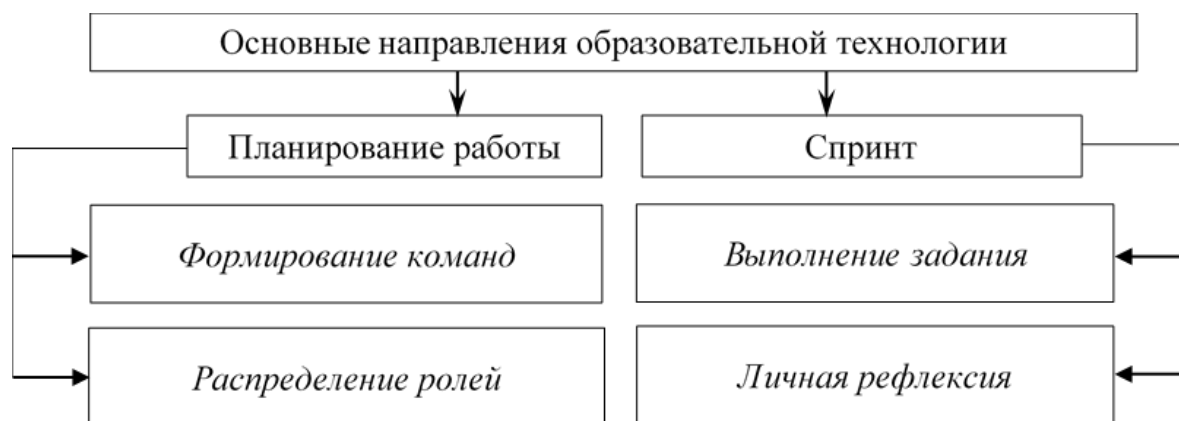 Основные направления образовательной технологии
Планирование работы
Спринт
Формирование команд
Выполнение задания
Распределение ролей
Личная рефлексия